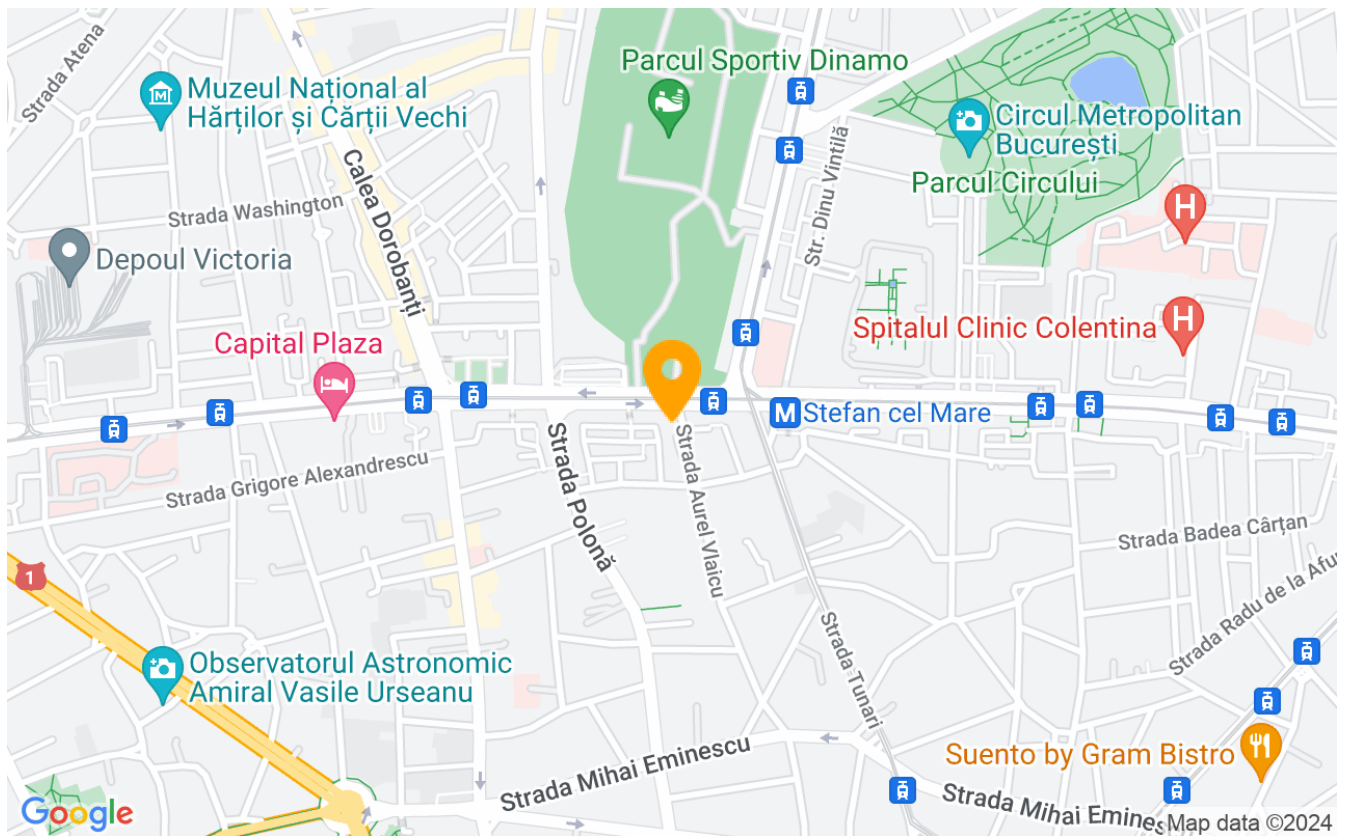 Strada Atena
Muzeul Național al
Hărților și Cărții Vechi
Parcul Sportiv Dinamo
Circul Metropolitan
București
Parcul Circului
Calea Dorobanți
Str. Dinu Vintilă
Strada Washington
H
Depoul Victoria
Capital Plaza
Spitalul Clinic Colentina
H
M Stefan cel Mare
Strada Grigore Alexandrescu
Strada Polonă
Strada Aurel Vlaicu
Strada Badea Cârțan
1
Strada Radu de la Afu
Strada Tunari
Observatorul Astronomic
Amiral Vasile Urseanu
Strada Mihai Eminescu
Suento by Gram Bistro
Strada Mihai Emines
Google
Map data ©2024